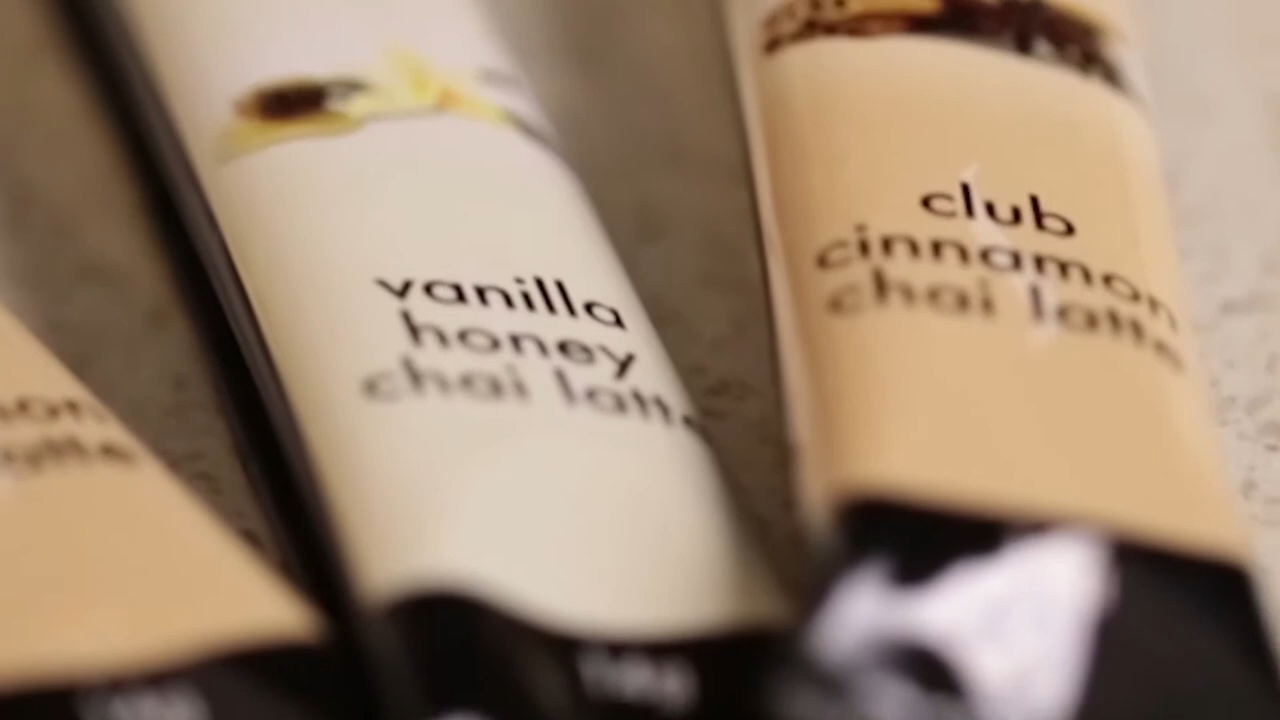 vanilla
honey
chai latte
club
cinnamon
chai latte